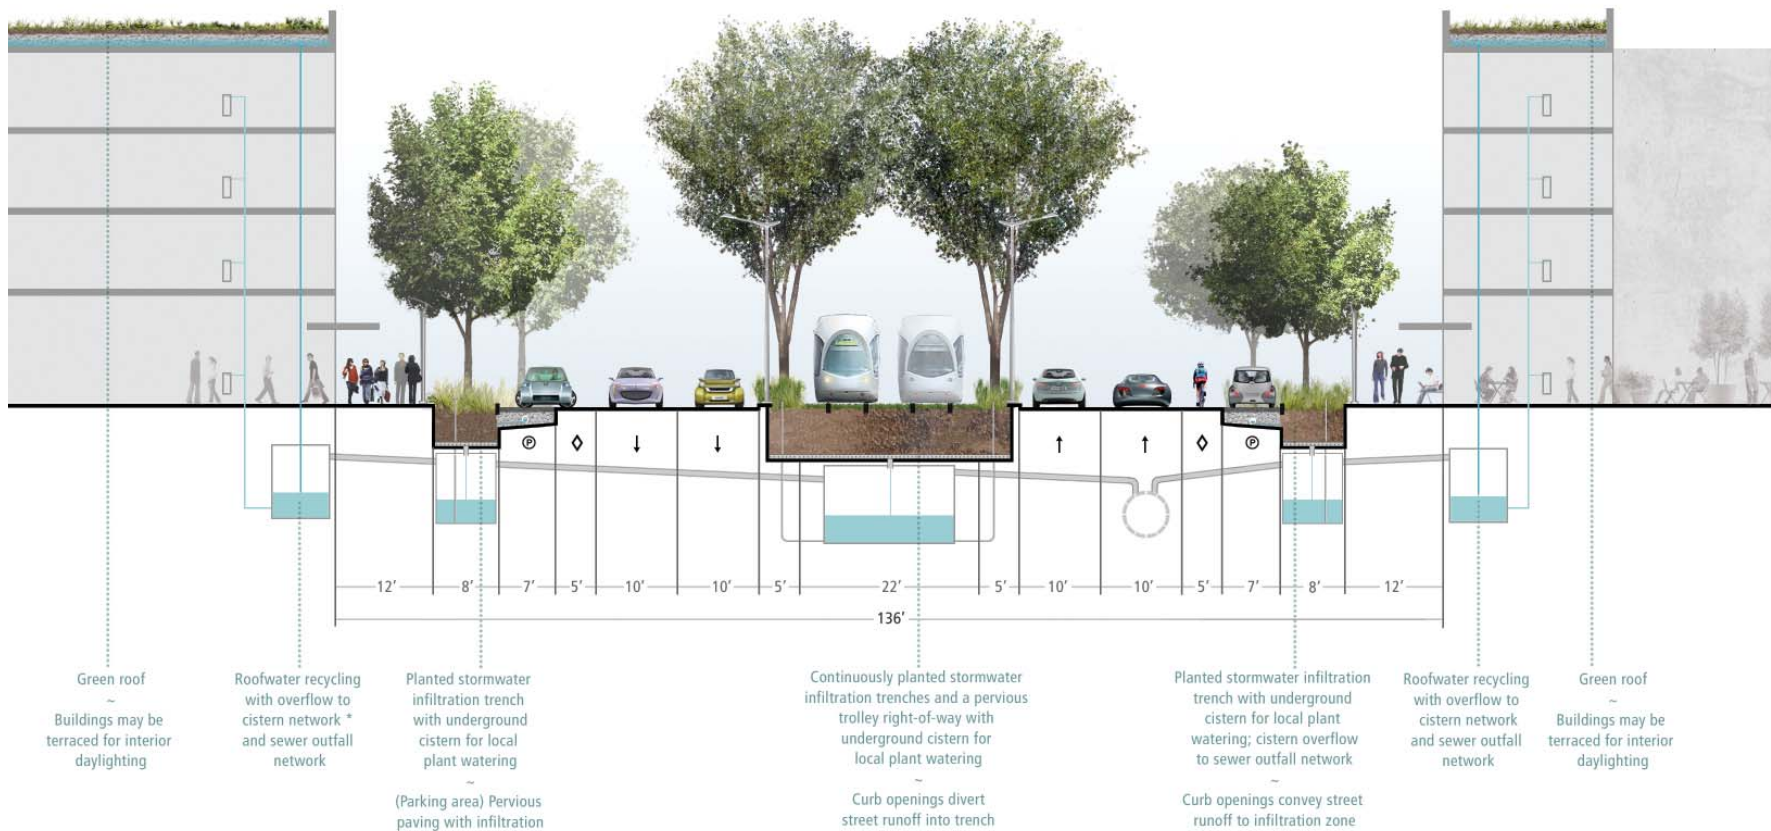 P
P
12’
8’
7’
5’
10’
10’
5’
22’
5’
10’
10’
5’
7’
8’
12’
136’
Green roof
~
Buildings may be
terraced for interior
daylighting
Roofwater recycling
with overflow to
cistern network *
and sewer outfall
network
Planted stormwater
infiltration trench
with underground
cistern for local
plant watering
~
(Parking area) Pervious
paving with infiltration
Continuously planted stormwater
infiltration trenches and a pervious
trolley right-of-way with
underground cistern for
local plant watering
~
Curb openings divert
street runoff into trench
Planted stormwater infiltration
trench with underground
cistern for local plant
watering; cistern overflow
to sewer outfall network
~
Curb openings convey street
runoff to infiltration zone
Roofwater recycling
with overflow to
cistern network
and sewer outfall
network
Green roof
~
Buildings may be
terraced for interior
daylighting